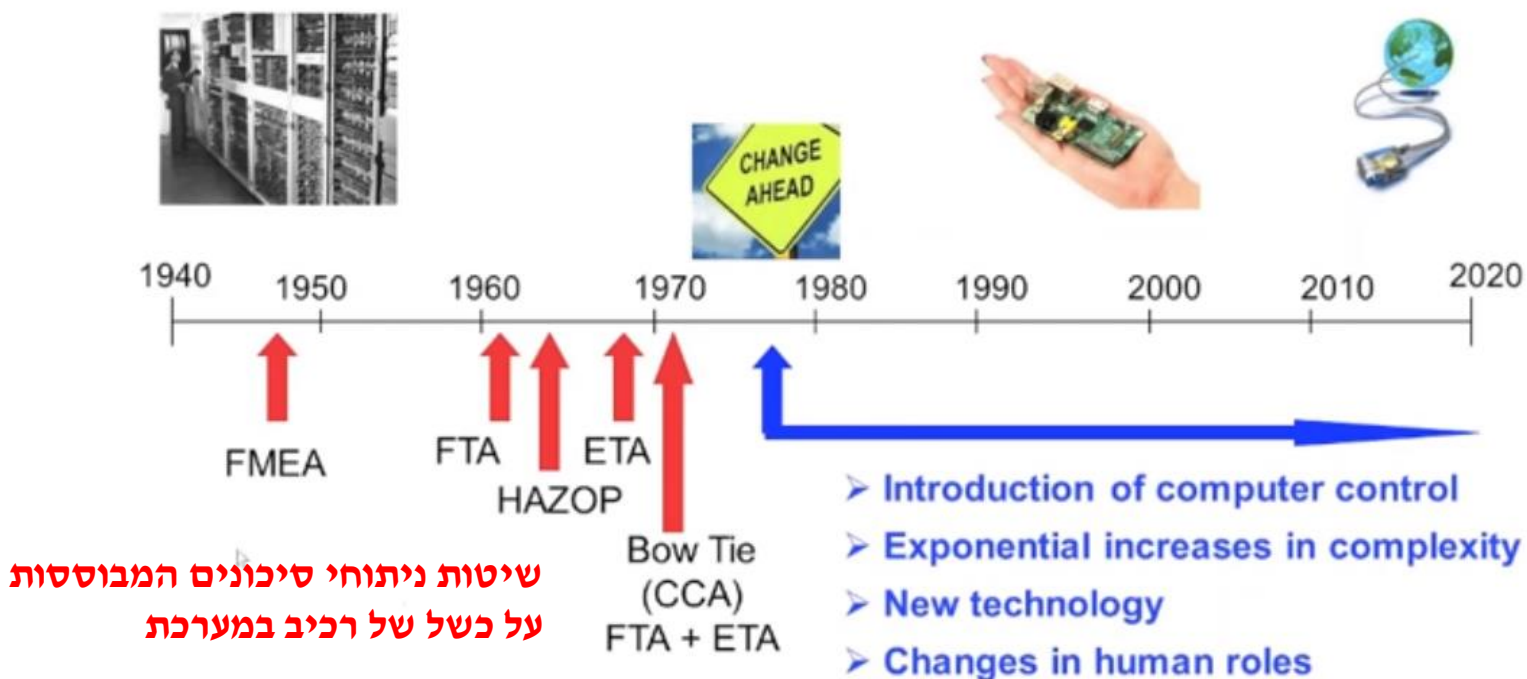 CHANGE
AHEAD
1940
1950
1960
1970
1980
1990
2000
2010
2020
FMEA
FTA
HAZOP
ETA
Bow Tie
(CCA)
FTA + ETA
שיטות ניתוחי סיכונים המבוססות
על כשל של רכיב במערכת
➢ Introduction of computer control
➢ Exponential increases in complexity
➢ New technology
➢ Changes in human roles